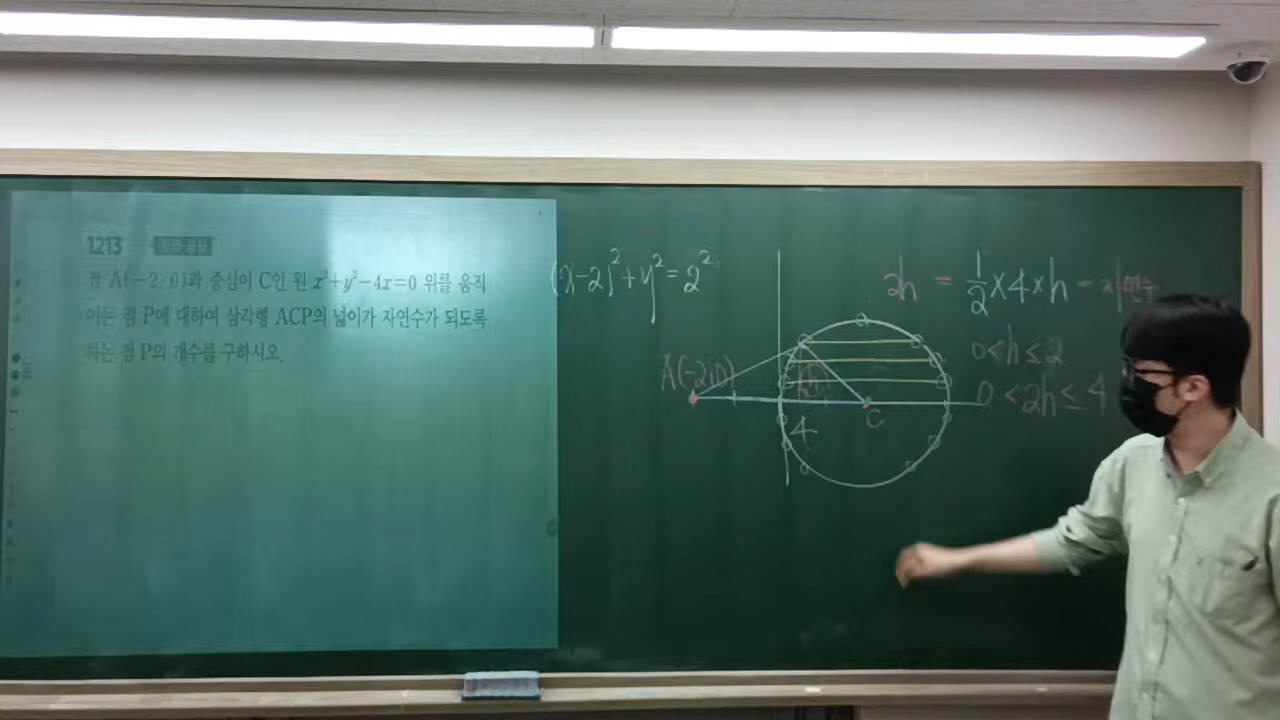 1213
점 A(-2, 0)과 중심이 C인 원 x²+y²-4x=0 위를 움직
이는 점 P에 대하여 삼각형 ACP의 넓이가 자연수가 되도록
하는 점 P의 개수를 구하시오.
(x-2)²+y²=2²
2h = 1/2 × 4 × h = 자연수
0<h≤2
0<2h≤4
A(-2,0)
h
4
C